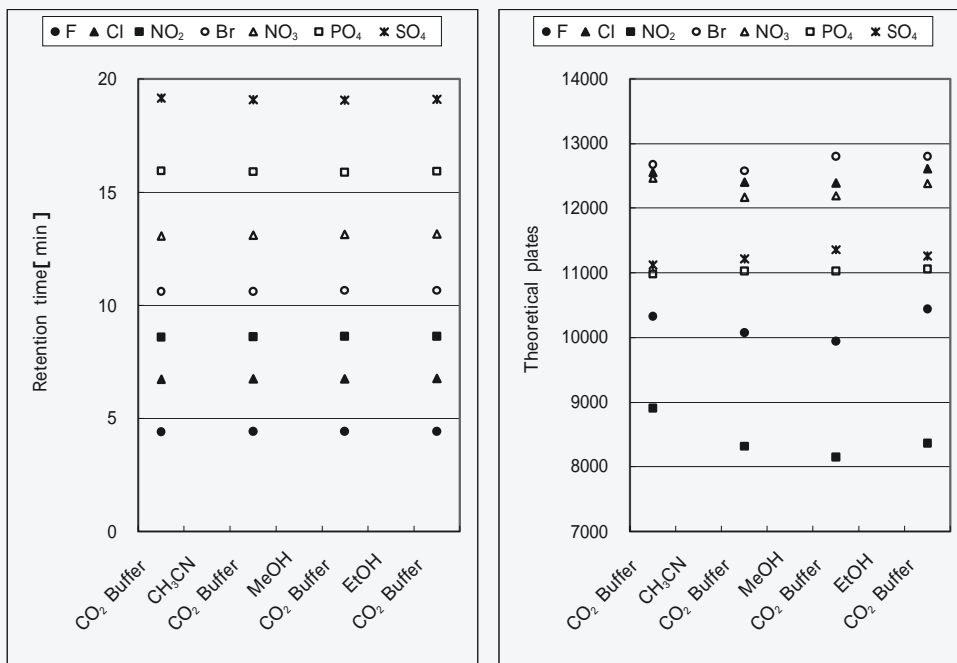 F Cl NO₂ Br NO₃ PO₄ SO₄
20
15
10
5
0
Retention time[ min ]
CO₂ Buffer
CH₃CN
CO₂ Buffer
MeOH
CO₂ Buffer
EtOH
CO₂ Buffer
F Cl NO₂ Br NO₃ PO₄ SO₄
14000
13000
12000
11000
10000
9000
8000
7000
Theoretical plates
CO₂ Buffer
CH₃CN
CO₂ Buffer
MeOH
CO₂ Buffer
EtOH
CO₂ Buffer